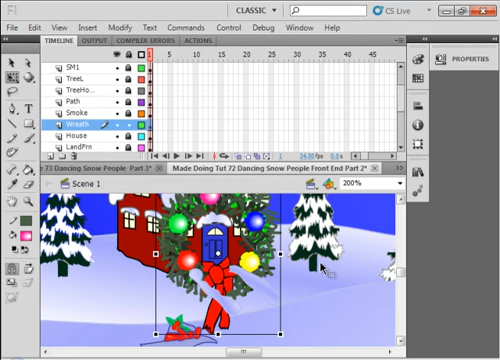 Fl
CLASSIC
CS Live
File Edit View Insert Modify Text Commands Control Debug Window Help
TIMELINE OUTPUT COMPILER ERRORS ACTIONS
1 5 10 15 20 25 30 35 40 45
SM1
TreeL
TreeHo...
Path
Smoke
Wreath
House
LandFrn
1 24.00 fps 0.0 s
PROPERTIES
e 73 Dancing Snow People Part 3* × Made Doing Tut 72 Dancing Snow People Front End Part 2* ×
Scene 1
200%